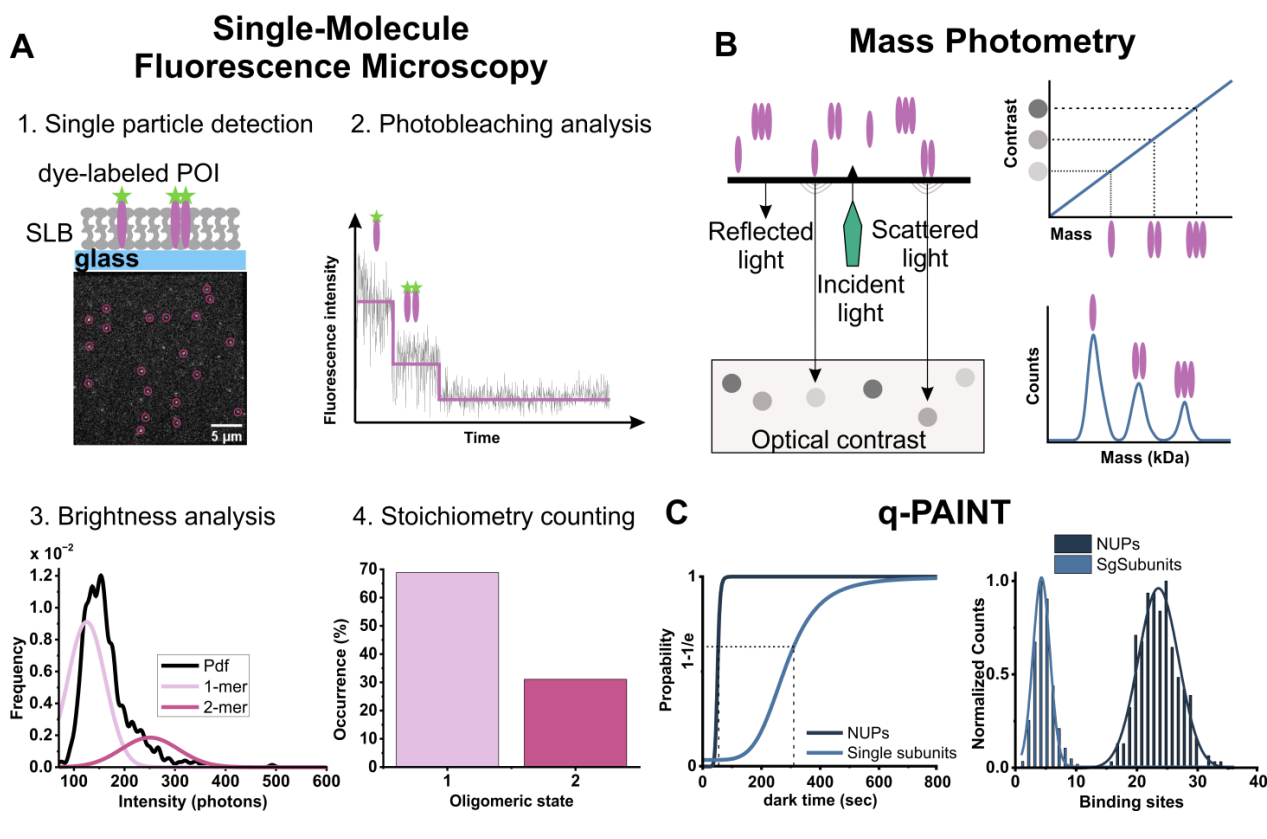 A
Single-Molecule
Fluorescence Microscopy
1. Single particle detection
dye-labeled POI
SLB
glass
5 µm
2. Photobleaching analysis
Fluorescence intensity
Time
3. Brightness analysis
x 10⁻²
1.2
1.0
0.8
0.6
0.4
0.2
0.0
Frequency
Pdf
1-mer
2-mer
100
200
300
400
500
600
Intensity (photons)
4. Stoichiometry counting
70
60
50
40
30
20
10
0
Occurrence (%)
1
2
Oligomeric state
B
Mass Photometry
Reflected
light
Scattered
light
Incident
light
Optical contrast
Contrast
Mass
Counts
Mass (kDa)
C
q-PAINT
1
1-1/e
0
Propability
NUPs
Single subunits
0
200
400
600
800
dark time (sec)
NUPs
SgSubunits
1.0
0.5
0.0
Normalized Counts
0
10
20
30
40
Binding sites